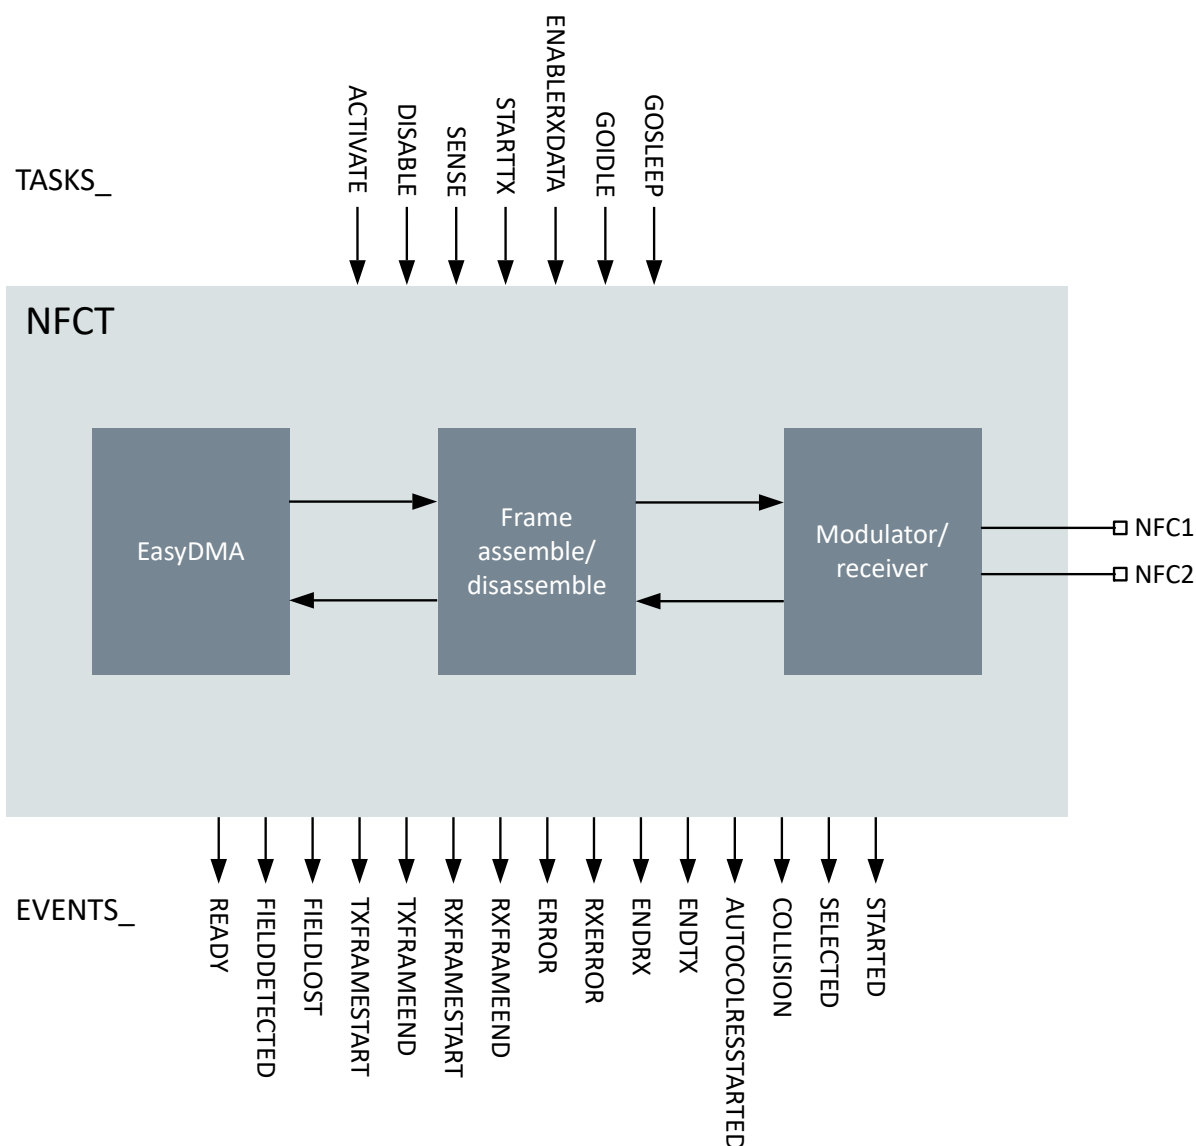 ACTIVATE
DISABLE
SENSE
STARTTX
ENABLERXDATA
GOIDLE
GOSLEEP
TASKS_
NFCT
EasyDMA
Frame
assemble/
disassemble
Modulator/
receiver
NFC1
NFC2
EVENTS_
READY
FIELDDETECTED
FIELDLOST
TXFRAMESTART
TXFRAMEEND
RXFRAMESTART
RXFRAMEEND
ERROR
RXERROR
ENDRX
ENDTX
AUTOCOLRESSTARTED
COLLISION
SELECTED
STARTED